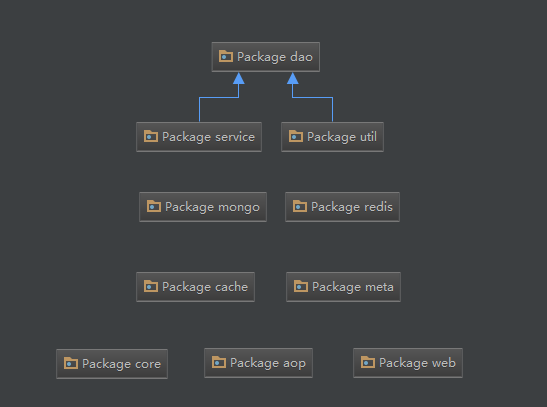 Package dao
Package service
Package util
Package mongo
Package redis
Package cache
Package meta
Package core
Package aop
Package web